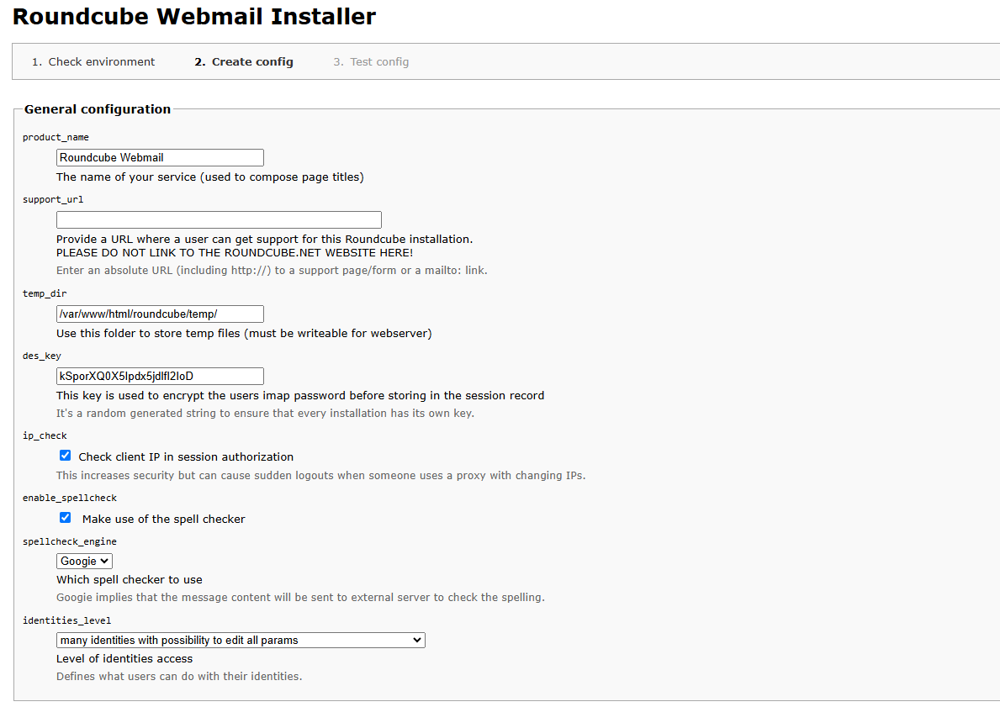 Roundcube Webmail Installer
1. Check environment 2. Create config 3. Test config
General configuration
product_name
Roundcube Webmail
The name of your service (used to compose page titles)
support_url
Provide a URL where a user can get support for this Roundcube installation.
PLEASE DO NOT LINK TO THE ROUNDCUBE.NET WEBSITE HERE!
Enter an absolute URL (including http://) to a support page/form or a mailto: link.
temp_dir
/var/www/html/roundcube/temp/
Use this folder to store temp files (must be writeable for webserver)
des_key
This key is used to encrypt the users imap password before storing in the session record
It's a random generated string to ensure that every installation has its own key.
ip_check
Check client IP in session authorization
This increases security but can cause sudden logouts when someone uses a proxy with changing IPs.
enable_spellcheck
Make use of the spell checker
spellcheck_engine
Googie
Which spell checker to use
Googie implies that the message content will be sent to external server to check the spelling.
identities_level
many identities with possibility to edit all params
Level of identities access
Defines what users can do with their identities.